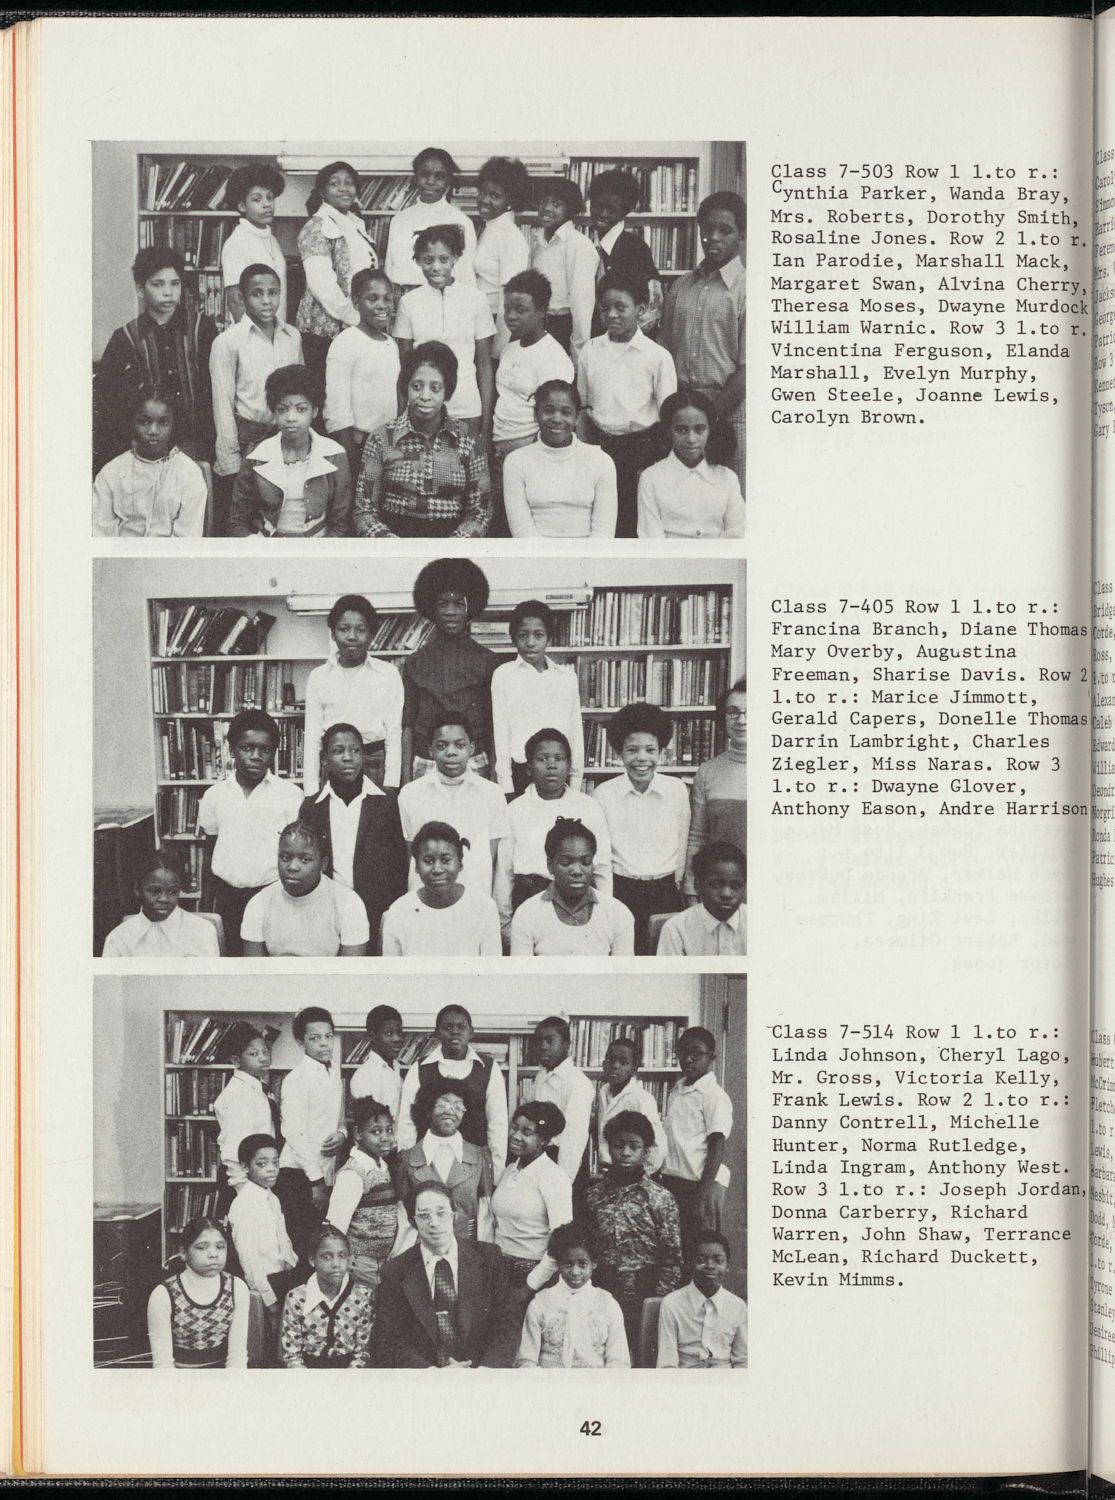 Class 7-503 Row 1 l.to r.:
Cynthia Parker, Wanda Bray,
Mrs. Roberts, Dorothy Smith,
Rosaline Jones. Row 2 l.to r.
Ian Parodie, Marshall Mack,
Margaret Swan, Alvina Cherry,
Theresa Moses, Dwayne Murdock
William Warnic. Row 3 l.to r.
Vincentina Ferguson, Elanda
Marshall, Evelyn Murphy,
Gwen Steele, Joanne Lewis,
Carolyn Brown.
Class 7-405 Row 1 l.to r.:
Francina Branch, Diane Thomas
Mary Overby, Augustina
Freeman, Sharise Davis. Row 2
l.to r.: Marice Jimmott,
Gerald Capers, Donelle Thomas
Darrin Lambright, Charles
Ziegler, Miss Naras. Row 3
l.to r.: Dwayne Glover,
Anthony Eason, Andre Harrison
Class 7-514 Row 1 l.to r.:
Linda Johnson, Cheryl Lago,
Mr. Gross, Victoria Kelly,
Frank Lewis. Row 2 l.to r.:
Danny Contrell, Michelle
Hunter, Norma Rutledge,
Linda Ingram, Anthony West.
Row 3 l.to r.: Joseph Jordan,
Donna Carberry, Richard
Warren, John Shaw, Terrance
McLean, Richard Duckett,
Kevin Mimms.
42